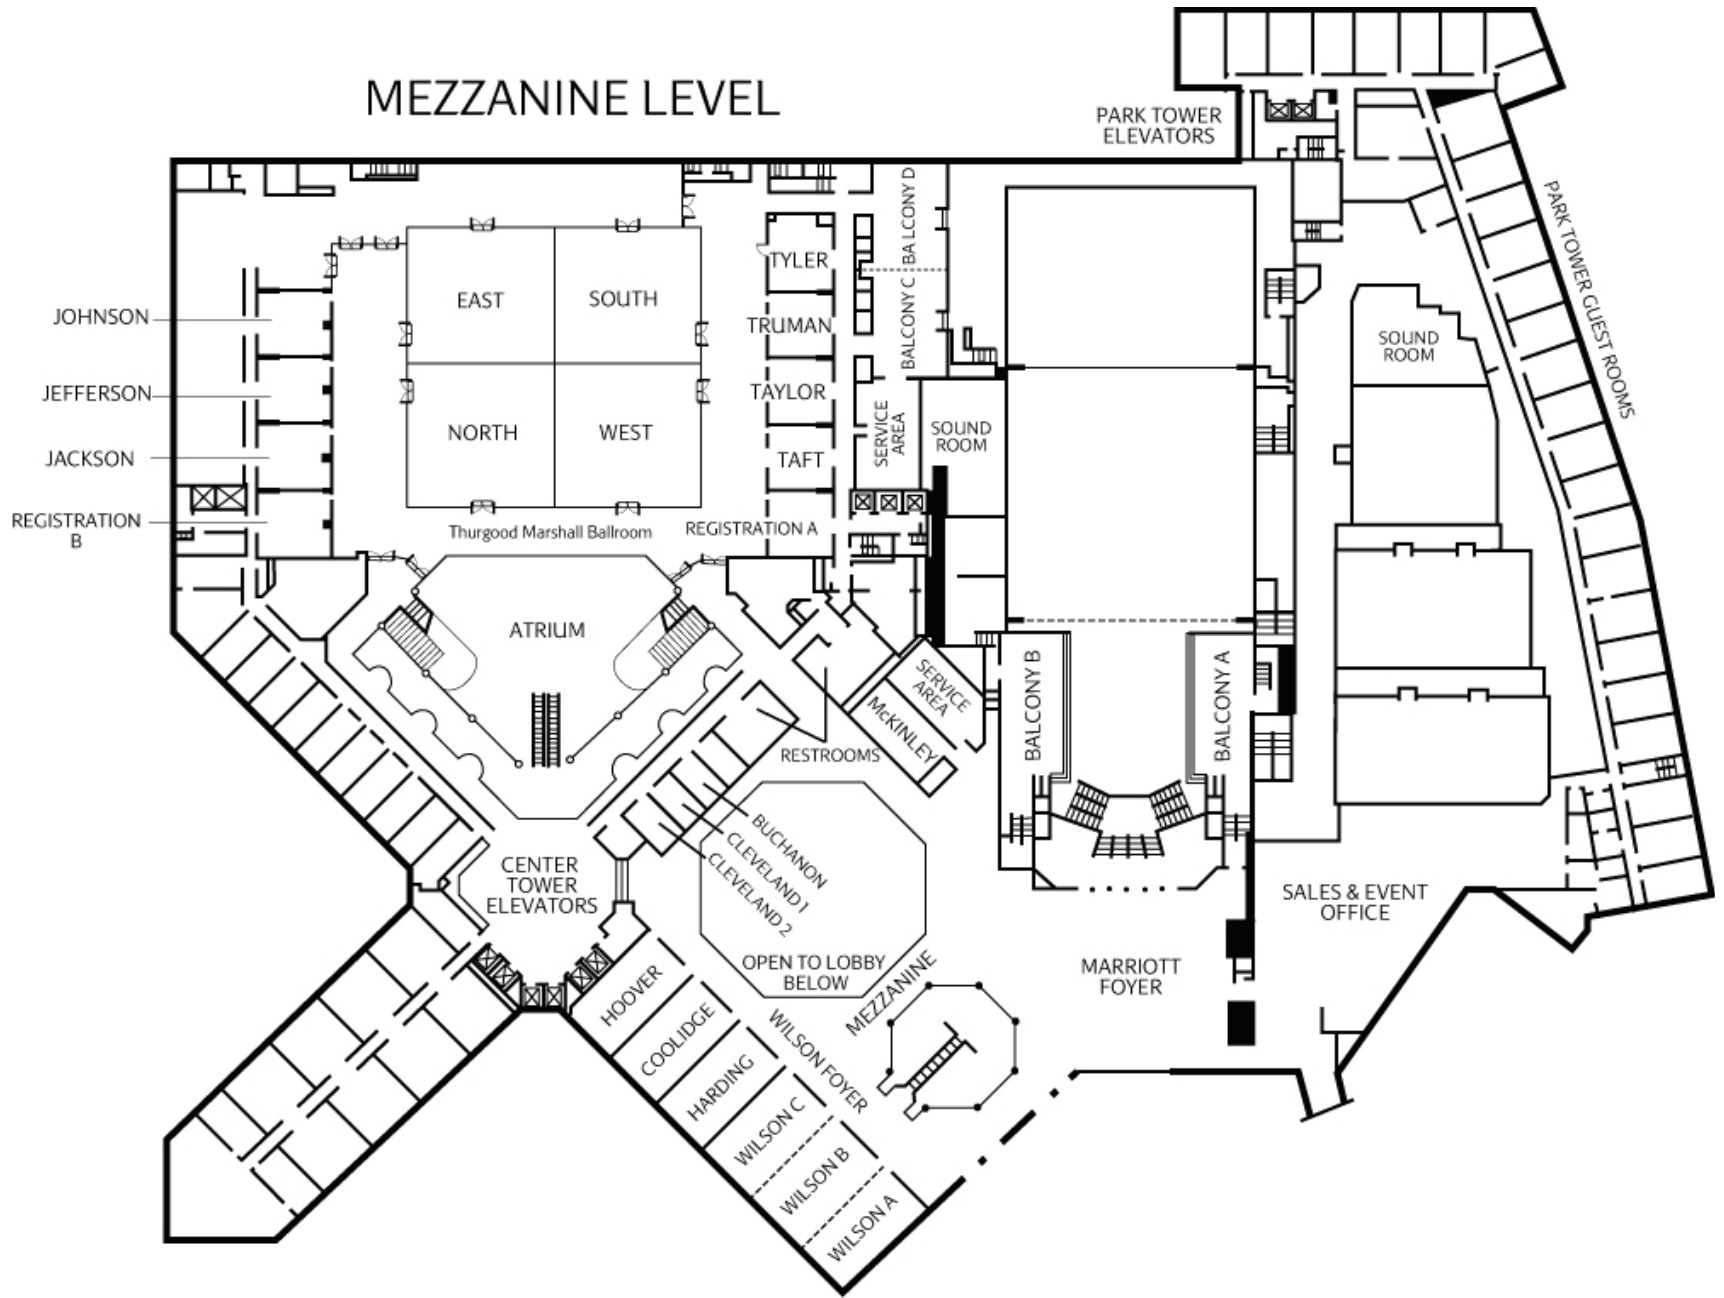 MEZZANINE LEVEL
PARK TOWER
ELEVATORS
PARK TOWER GUEST ROOMS
JOHNSON
JEFFERSON
JACKSON
REGISTRATION
B
EAST
SOUTH
NORTH
WEST
Thurgood Marshall Ballroom
REGISTRATION A
TYLER
TRUMAN
TAYLOR
TAFT
BALCONY D
BALCONY C
SERVICE
AREA
SOUND
ROOM
SOUND
ROOM
ATRIUM
SERVICE
AREA
McKINLEY
RESTROOMS
BALCONY B
BALCONY A
BUCHANON
CLEVELAND 1
CLEVELAND 2
CENTER
TOWER
ELEVATORS
OPEN TO LOBBY
BELOW
MEZZANINE
WILSON FOYER
MARRIOTT
FOYER
SALES & EVENT
OFFICE
HOOVER
COOLIDGE
HARDING
WILSON C
WILSON B
WILSON A